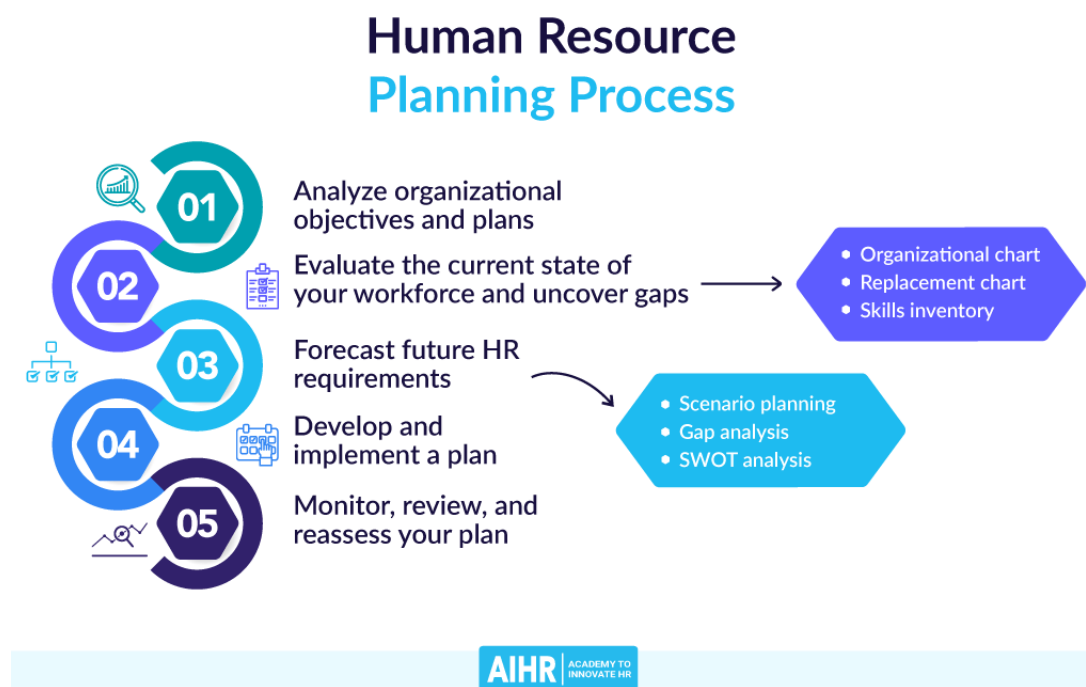 Human Resource
Planning Process
01
Analyze organizational
objectives and plans
02
Evaluate the current state of
your workforce and uncover gaps
Organizational chart
Replacement chart
Skills inventory
03
Forecast future HR
requirements
Scenario planning
Gap analysis
SWOT analysis
04
Develop and
implement a plan
05
Monitor, review, and
reassess your plan
AIHR
ACADEMY TO
INNOVATE HR